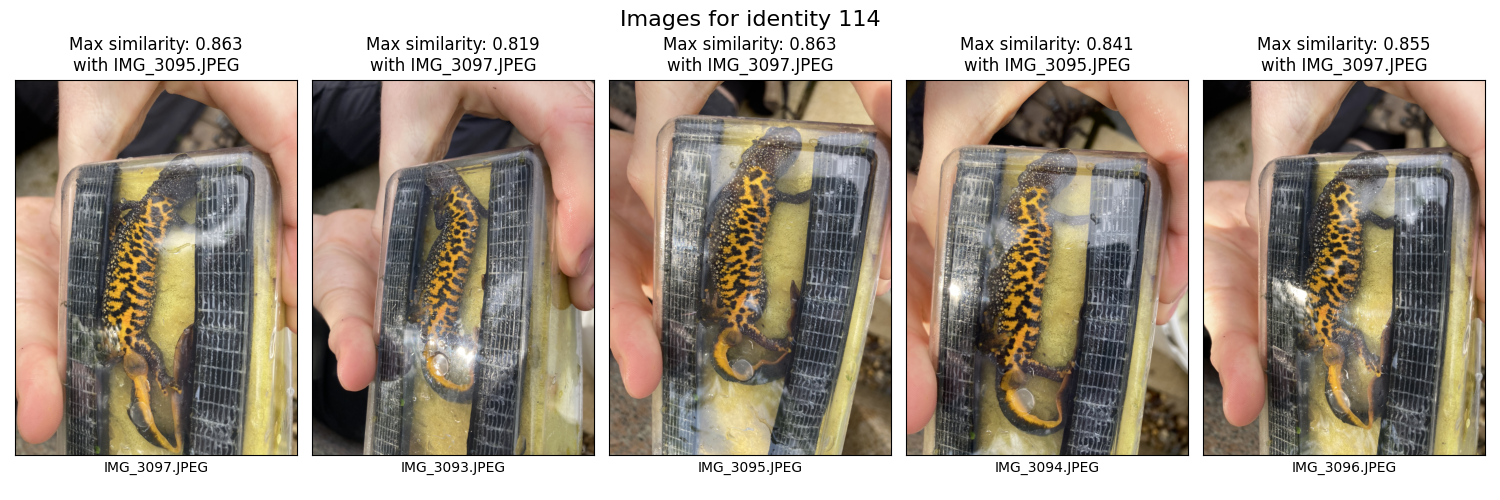 Images for identity 114
Max similarity: 0.863
with IMG_3095.JPEG
Max similarity: 0.819
with IMG_3097.JPEG
Max similarity: 0.863
with IMG_3097.JPEG
Max similarity: 0.841
with IMG_3095.JPEG
Max similarity: 0.855
with IMG_3097.JPEG
IMG_3097.JPEG
IMG_3093.JPEG
IMG_3095.JPEG
IMG_3094.JPEG
IMG_3096.JPEG